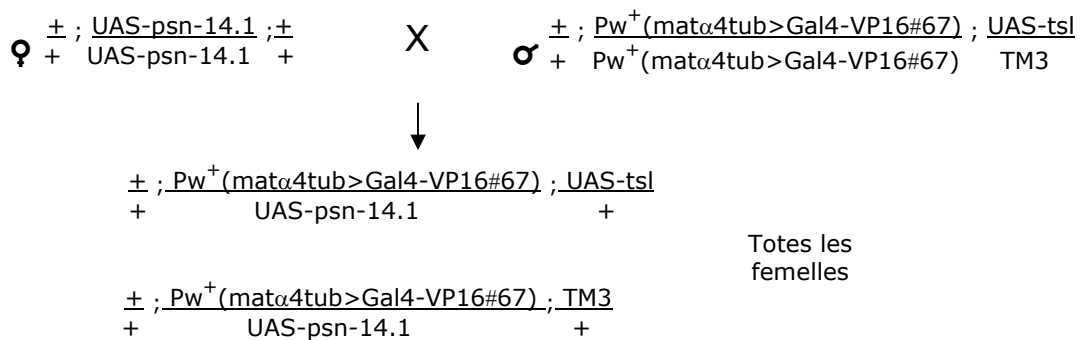 ♀ + ; UAS-psn-14.1 ; + X ♂ + ; Pw+(matα4tub>Gal4-VP16#67) ; UAS-tsl
+ UAS-psn-14.1 + + Pw+(matα4tub>Gal4-VP16#67) TM3
+ ; Pw+(matα4tub>Gal4-VP16#67) ; UAS-tsl
+ UAS-psn-14.1 +
Totes les
femelles
+ ; Pw+(matα4tub>Gal4-VP16#67) ; TM3
+ UAS-psn-14.1 +